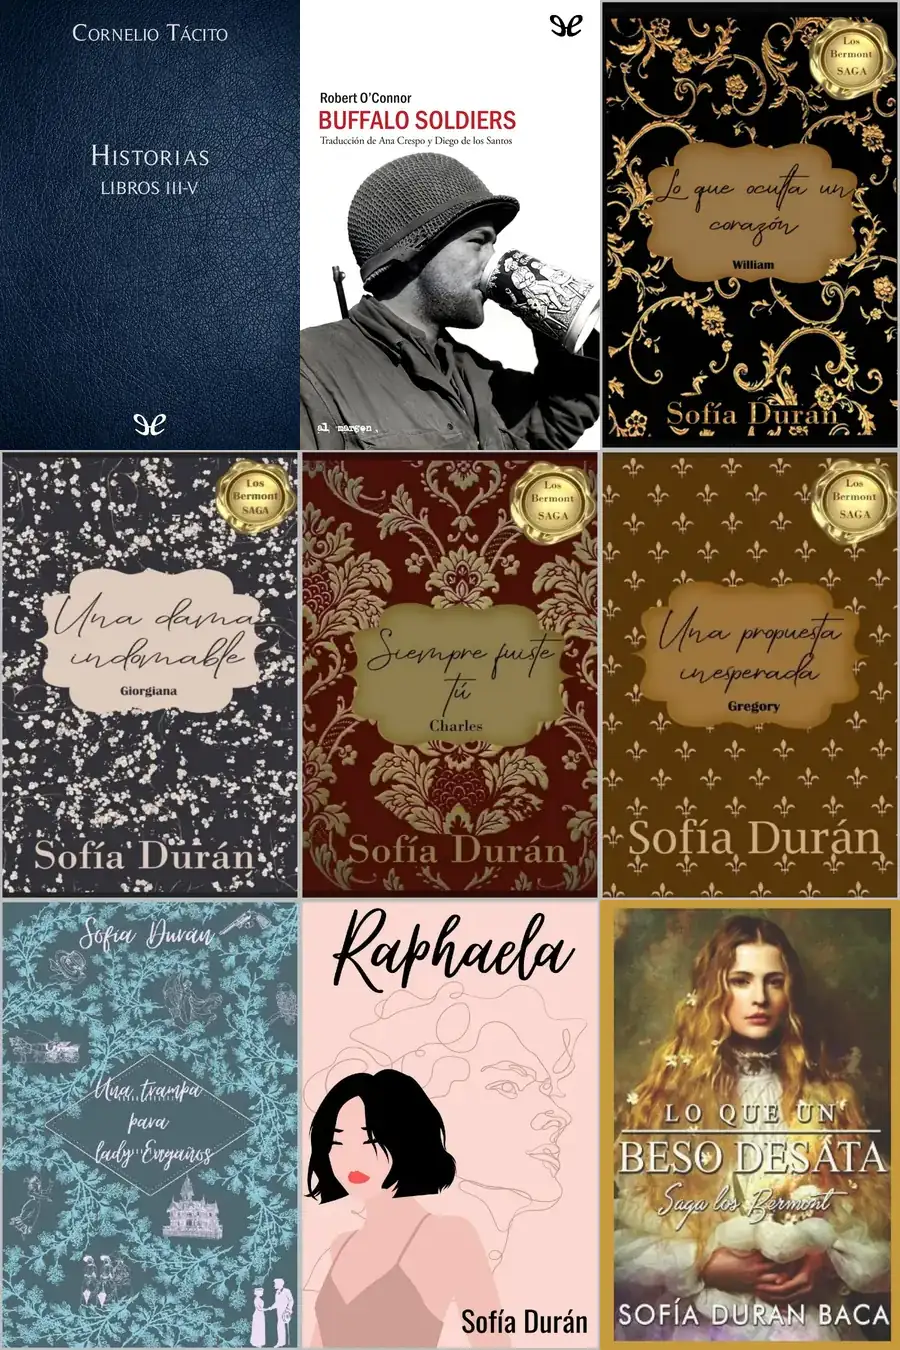 CORNELIO TÁCITO
HISTORIAS
LIBROS III-V
Robert O'Connor
BUFFALO SOLDIERS
Traducción de Ana Crespo y Diego de los Santos
al margen
Los
Bermont
SAGA
Lo que oculta un
corazón
William
Sofía Durán
Los
Bermont
SAGA
Una dama
indomable
Giorgiana
Sofía Durán
Los
Bermont
SAGA
Siempre fuiste
tú
Charles
Sofía Durán
Los
Bermont
SAGA
Una propuesta
inesperada
Gregory
Sofía Durán
Sofía Durán
Una trampa
para
lady Engaños
Raphaela
Sofía Durán
LO QUE UN
BESO DESATA
Saga los Bermont
SOFÍA DURAN BACA